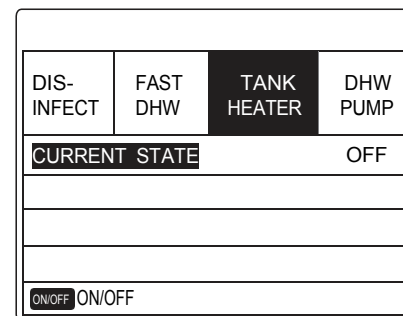 DIS-
INFECT
FAST
DHW
TANK
HEATER
DHW
PUMP
CURRENT STATE OFF
ON/OFF ON/OFF